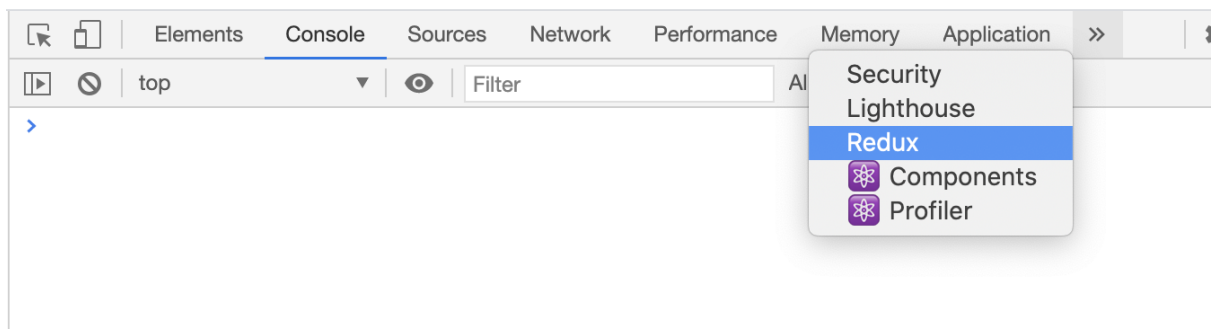 Elements Console Sources Network Performance Memory Application »
top ▼ Filter Al
Security
Lighthouse
Redux
Components
Profiler
>